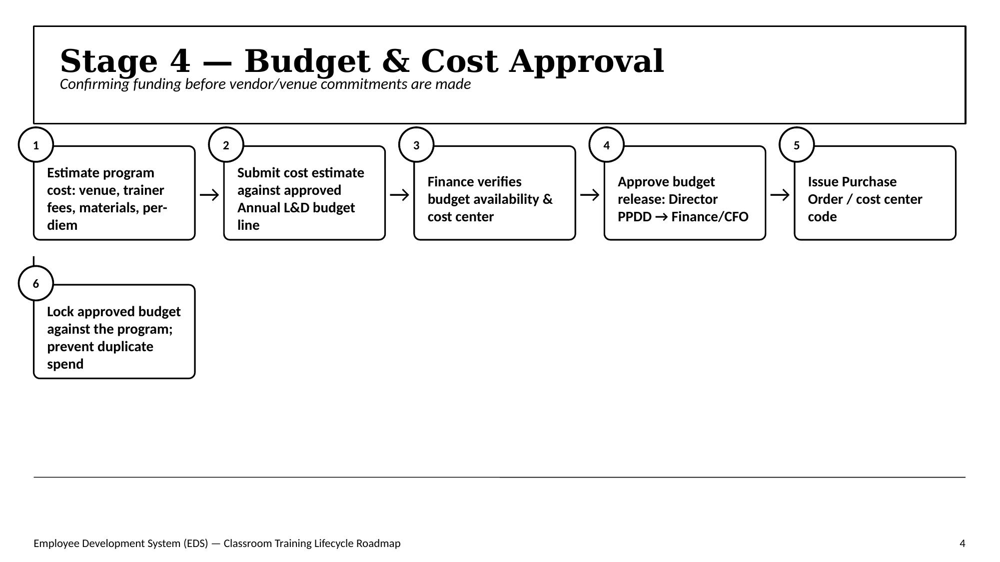 Stage 4 — Budget & Cost Approval
Confirming funding before vendor/venue commitments are made
1
Estimate program
cost: venue, trainer
fees, materials, per-
diem
→
2
Submit cost estimate
against approved
Annual L&D budget
line
→
3
Finance verifies
budget availability &
cost center
→
4
Approve budget
release: Director
PPDD → Finance/CFO
→
5
Issue Purchase
Order / cost center
code
6
Lock approved budget
against the program;
prevent duplicate
spend
Employee Development System (EDS) — Classroom Training Lifecycle Roadmap
4